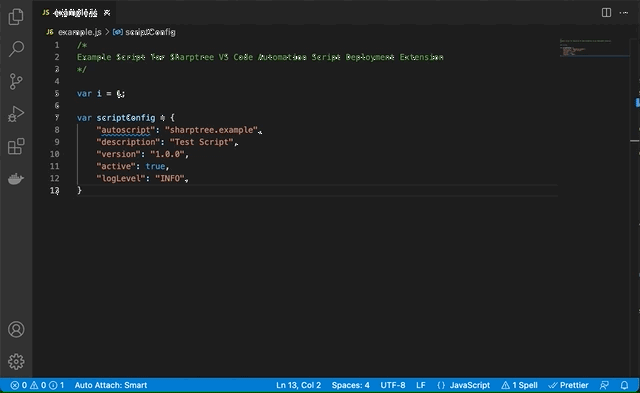 JS example.js
JS example.js > scriptConfig
1 /*
2 Example Script for Sharptree VS Code Automation Script Deployment Extension
3 */
4
5 var i = 0;
6
7 var scriptConfig = {
8 "autoscript": "sharptree.example",
9 "description": "Test Script",
10 "version": "1.0.0",
11 "active": true,
12 "logLevel": "INFO",
13 }
0 0 1 Auto Attach: Smart Ln 13, Col 2 Spaces: 4 UTF-8 LF {} JavaScript 1 Spell Prettier